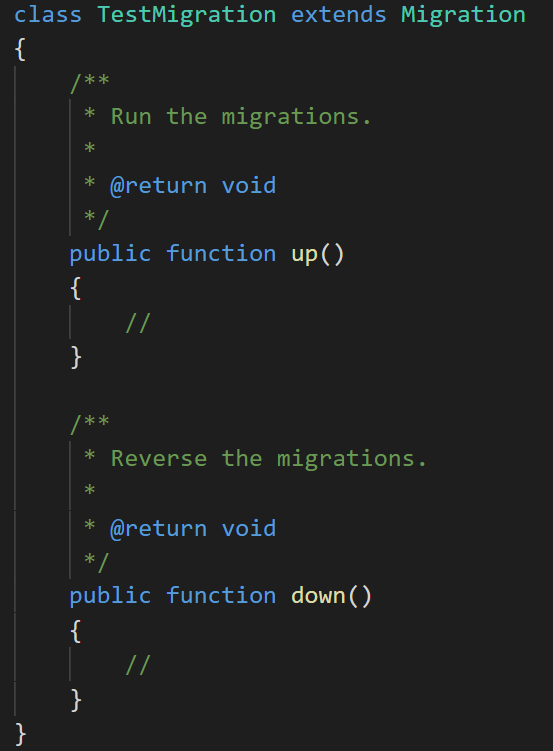 class TestMigration extends Migration
{
    /**
     * Run the migrations.
     *
     * @return void
     */
    public function up()
    {
        //
    }

    /**
     * Reverse the migrations.
     *
     * @return void
     */
    public function down()
    {
        //
    }
}